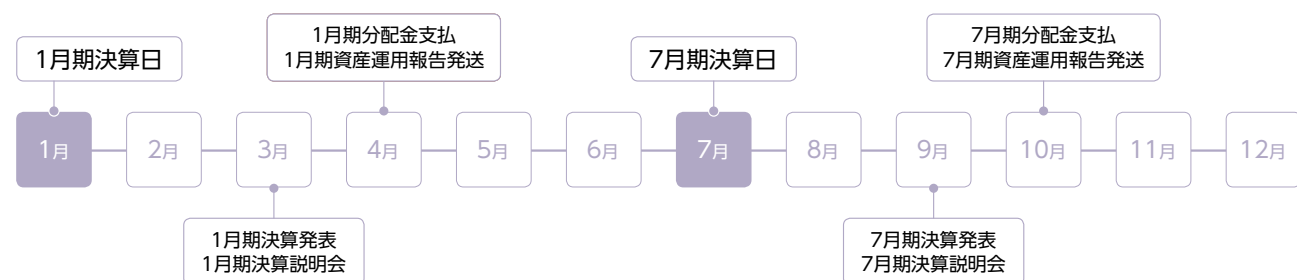 1月期決算日
1月期分配金支払
1月期資産運用報告発送
7月期決算日
7月期分配金支払
7月期資産運用報告発送
1月
2月
3月
4月
5月
6月
7月
8月
9月
10月
11月
12月
1月期決算発表
1月期決算説明会
7月期決算発表
7月期決算説明会